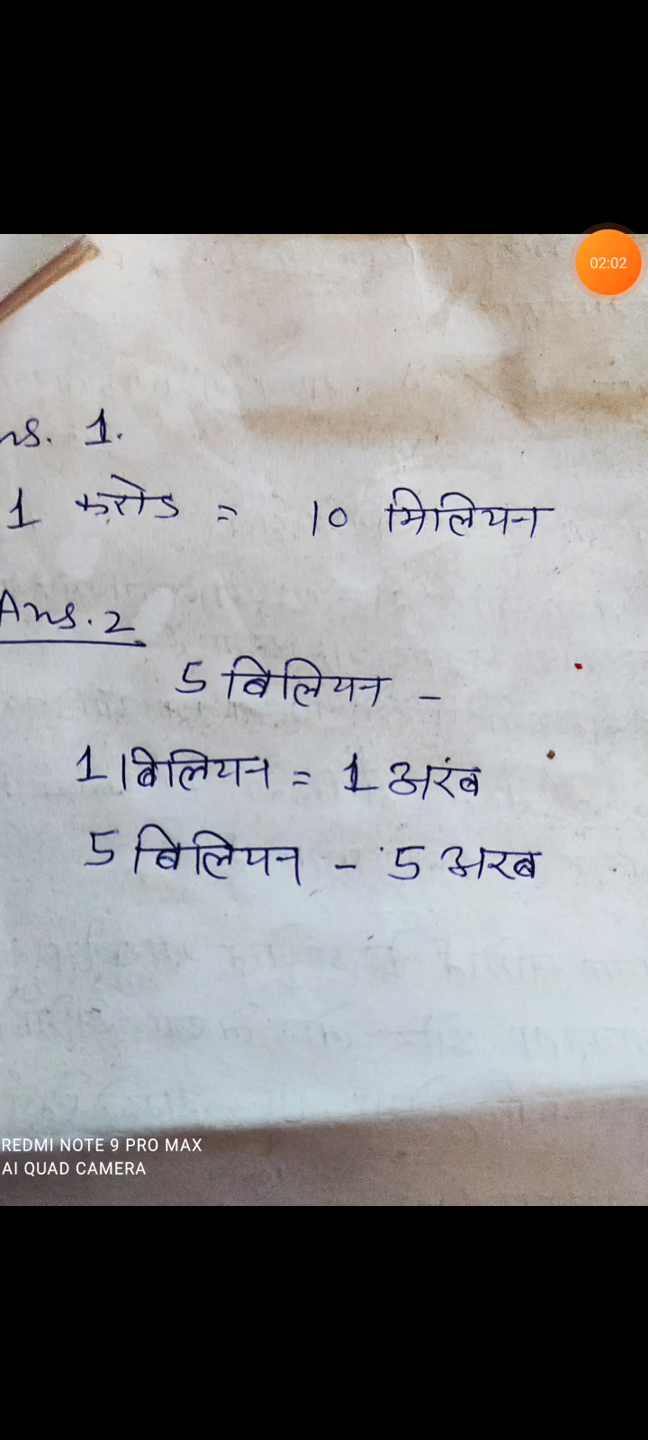 02:02
ns. 1.
1 करोड = 10 मिलियन
Ans. 2
5 बिलियन -
1 बिलियन = 1 अरंब
5 बिलियन - 5 अरब
REDMI NOTE 9 PRO MAX
AI QUAD CAMERA